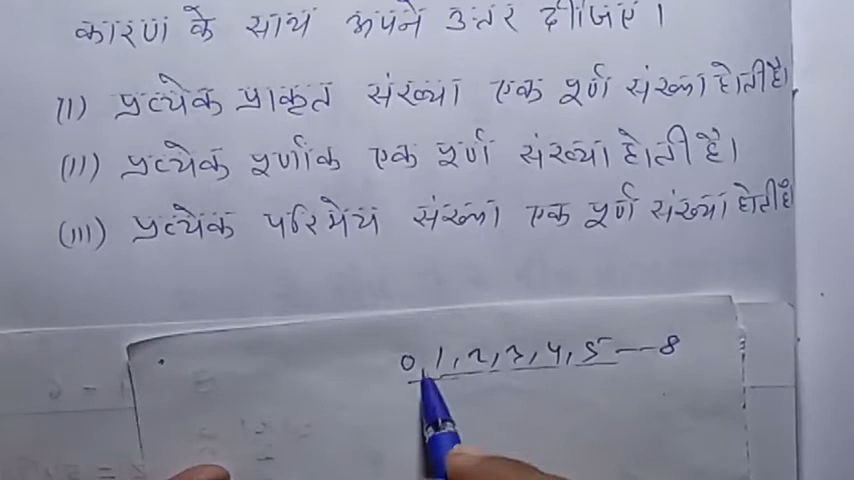 कारण के साथ अपने उत्तर दीजिए।
(I) प्रत्येक प्राकृत संख्या एक पूर्ण संख्या होती है।
(II) प्रत्येक पूर्णांक एक पूर्ण संख्या होती है।
(III) प्रत्येक परिमेय संख्या एक पूर्ण संख्या होती है
0, 1, 2, 3, 4, 5 — 8